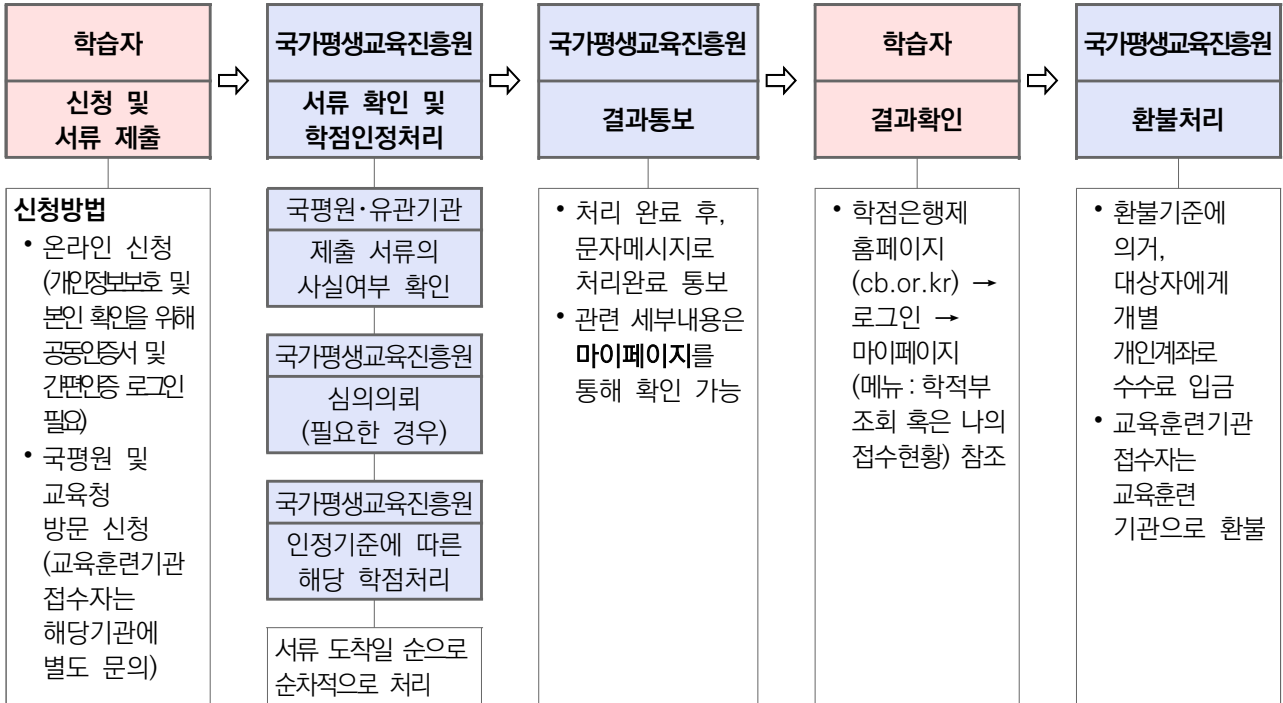 학습자
신청 및
서류 제출
신청방법
• 온라인 신청
(개인정보보호 및
본인 확인을 위해
공동인증서 및
간편인증 로그인
필요)
• 국평원 및
교육청
방문 신청
(교육훈련기관
접수자는
해당기관에
별도 문의)
국가평생교육진흥원
서류 확인 및
학점인정처리
국평원·유관기관
제출 서류의
사실여부 확인
국가평생교육진흥원
심의의뢰
(필요한 경우)
국가평생교육진흥원
인정기준에 따른
해당 학점처리
서류 도착일 순으로
순차적으로 처리
국가평생교육진흥원
결과통보
• 처리 완료 후,
문자메시지로
처리완료 통보
• 관련 세부내용은
마이페이지를
통해 확인 가능
학습자
결과확인
• 학점은행제
홈페이지
(cb.or.kr) →
로그인 →
마이페이지
(메뉴 : 학적부
조회 혹은 나의
접수현황) 참조
국가평생교육진흥원
환불처리
• 환불기준에
의거,
대상자에게
개별
개인계좌로
수수료 입금
• 교육훈련기관
접수자는
교육훈련
기관으로 환불